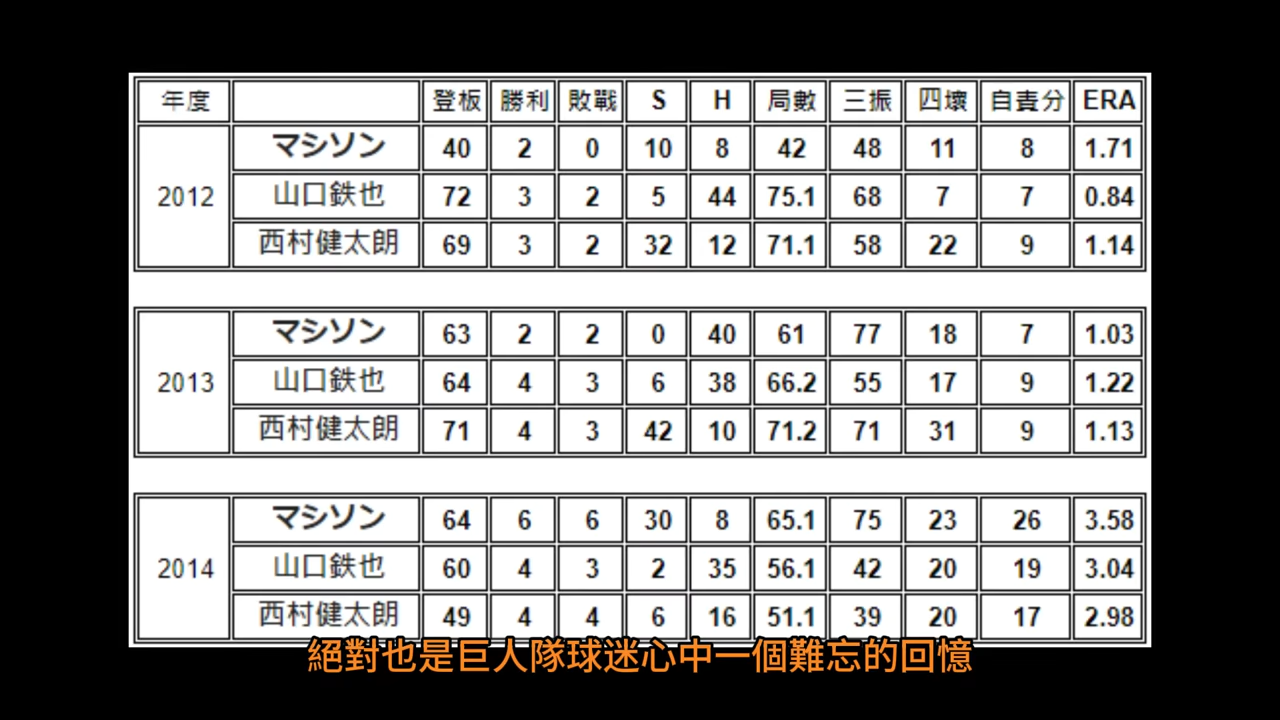 年度 登板 勝利 敗戰 S H 局數 三振 四壞 自責分 ERA
マシソン 40 2 0 10 8 42 48 11 8 1.71
2012 山口鉄也 72 3 2 5 44 75.1 68 7 7 0.84
西村健太朗 69 3 2 32 12 71.1 58 22 9 1.14
マシソン 63 2 2 0 40 61 77 18 7 1.03
2013 山口鉄也 64 4 3 6 38 66.2 55 17 9 1.22
西村健太朗 71 4 3 42 10 71.2 71 31 9 1.13
マシソン 64 6 6 30 8 65.1 75 23 26 3.58
2014 山口鉄也 60 4 3 2 35 56.1 42 20 19 3.04
西村健太朗 49 4 4 6 16 51.1 39 20 17 2.98
絕對也是巨人隊球迷心中一個難忘的回憶